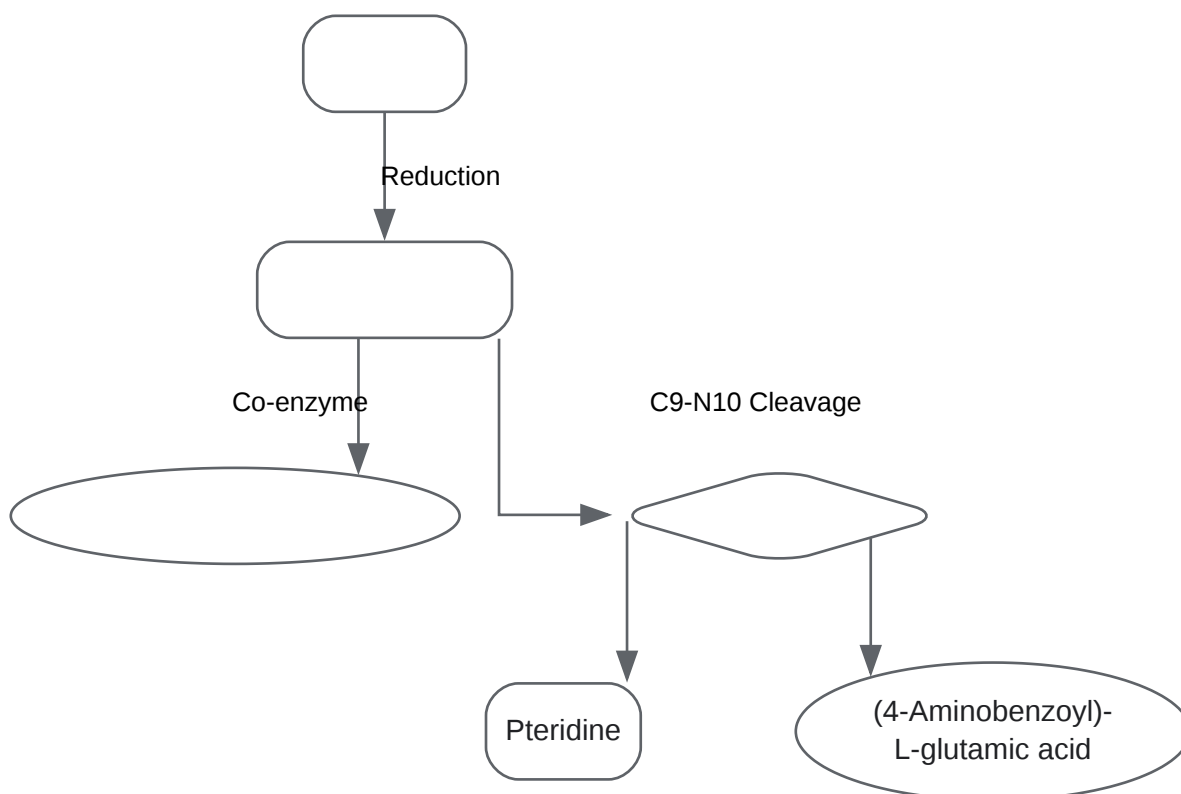 Reduction
Co-enzyme
C9-N10 Cleavage
Pteridine
(4-Aminobenzoyl)-
L-glutamic acid